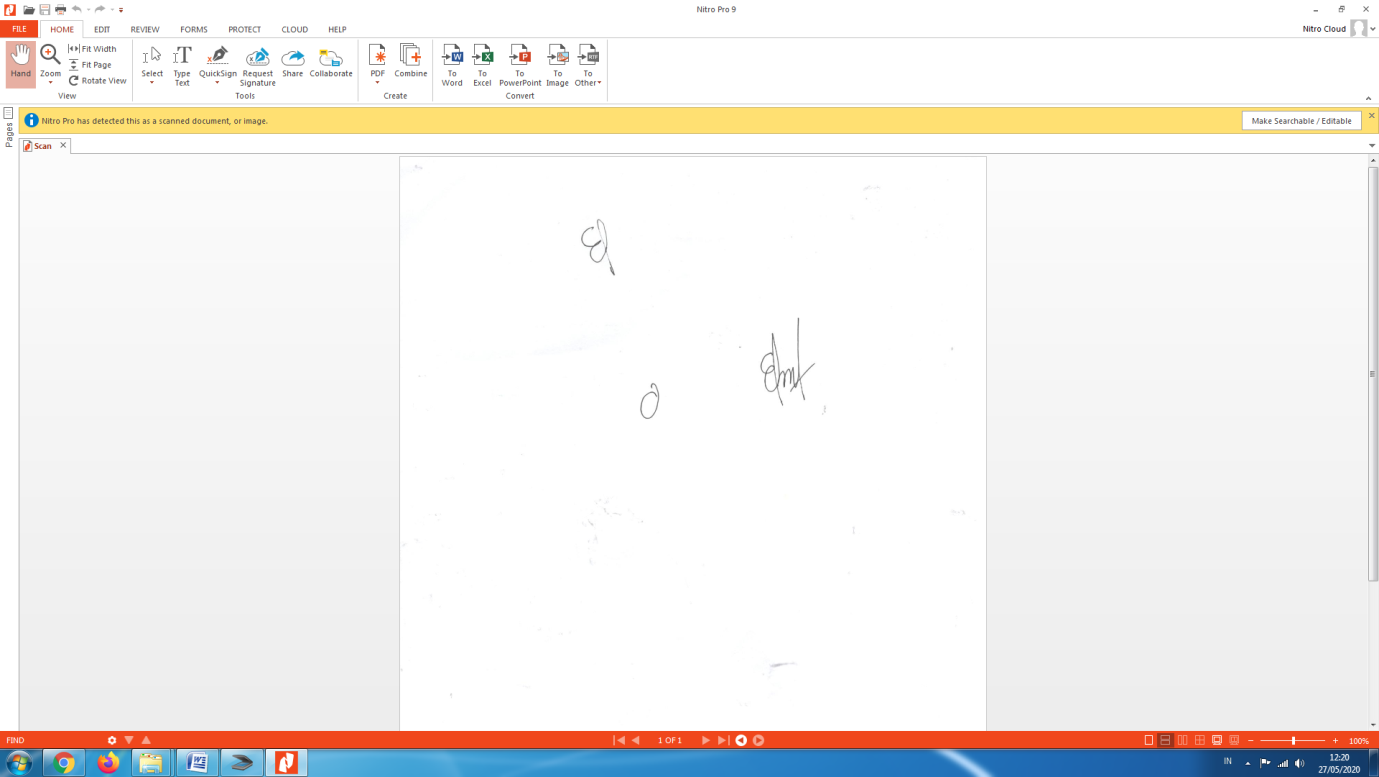 Nitro Pro 9
FILE HOME EDIT REVIEW FORMS PROTECT CLOUD HELP
Nitro Cloud
Hand
Zoom
Fit Width
Fit Page
Rotate View
View
Select
Type Text
QuickSign
Request Signature
Share
Collaborate
Tools
PDF
Combine
Create
To Word
To Excel
To PowerPoint
To Image
To Other
Convert
Pages
Nitro Pro has detected this as a scanned document, or image.
Make Searchable / Editable
Scan
FIND
1 OF 1
100%
IN
12:20
27/05/2020